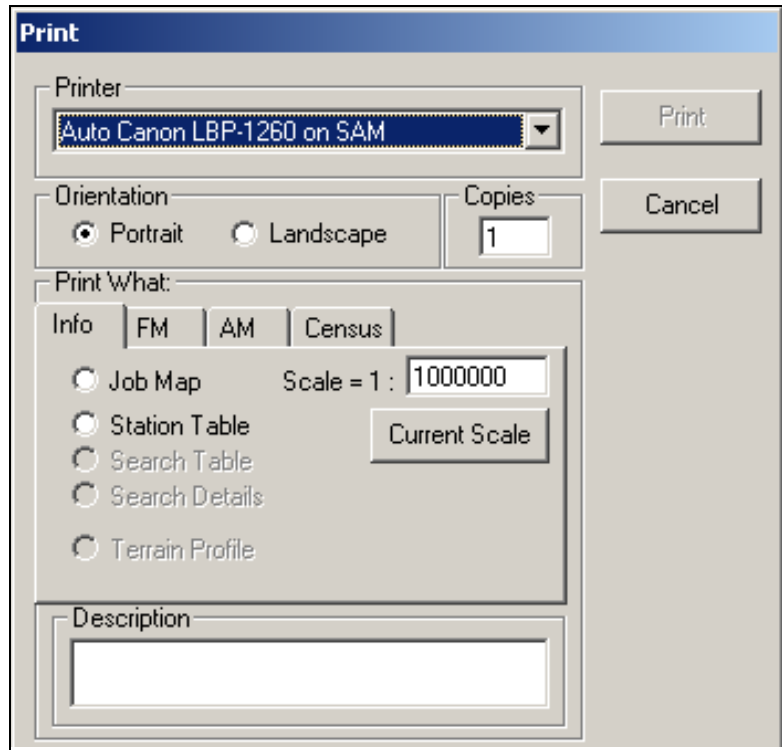 Print
Printer
Auto Canon LBP-1260 on SAM
Print
Cancel
Orientation
Portrait
Landscape
Copies
1
Print What:
Info
FM
AM
Census
Job Map
Scale = 1 : 1000000
Station Table
Current Scale
Search Table
Search Details
Terrain Profile
Description